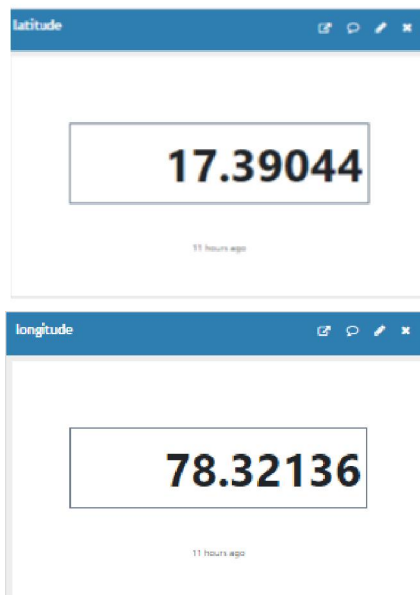 latitude
17.39044
11 hours ago
longitude
78.32136
11 hours ago